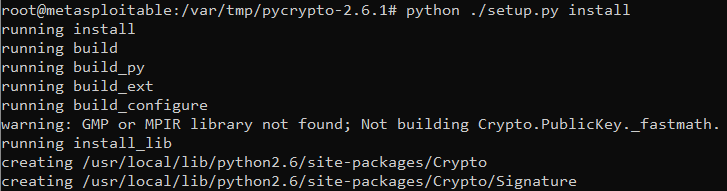 root@metasploitable:/var/tmp/pycrypto-2.6.1# python ./setup.py install
running install
running build
running build_py
running build_ext
running build_configure
warning: GMP or MPIR library not found; Not building Crypto.PublicKey._fastmath.
running install_lib
creating /usr/local/lib/python2.6/site-packages/Crypto
creating /usr/local/lib/python2.6/site-packages/Crypto/Signature